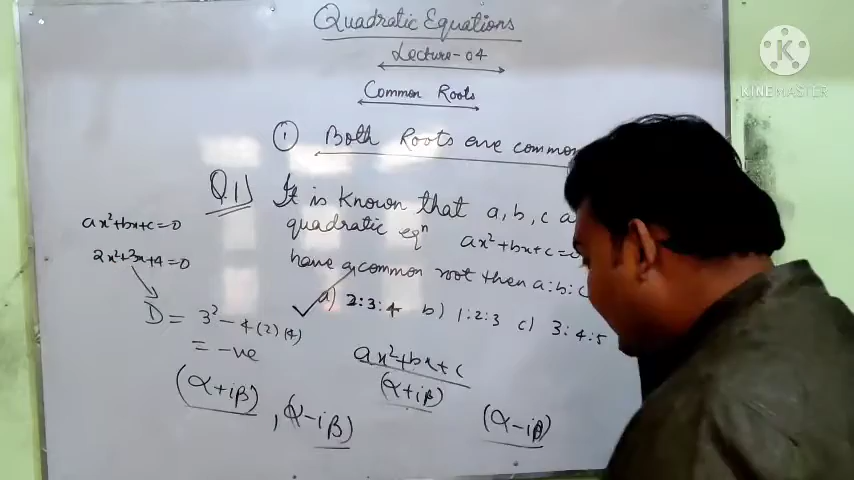 Quadratic Equations
Lecture-04
Common Roots
① Both Roots are common
Q.1) It is known that a, b, c
quadratic eqⁿ ax²+bx+c=
have a common root then a:b:c
a) 2:3:4 b) 1:2:3 c) 3:4:5
ax²+bx+c=0
2x²+3x+4=0
D = 3²-4(2)(4)
= -ve
(α+iβ), (α-iβ)
ax²+bx+c
(α+iβ) (α-iβ)
K
KINEMASTER